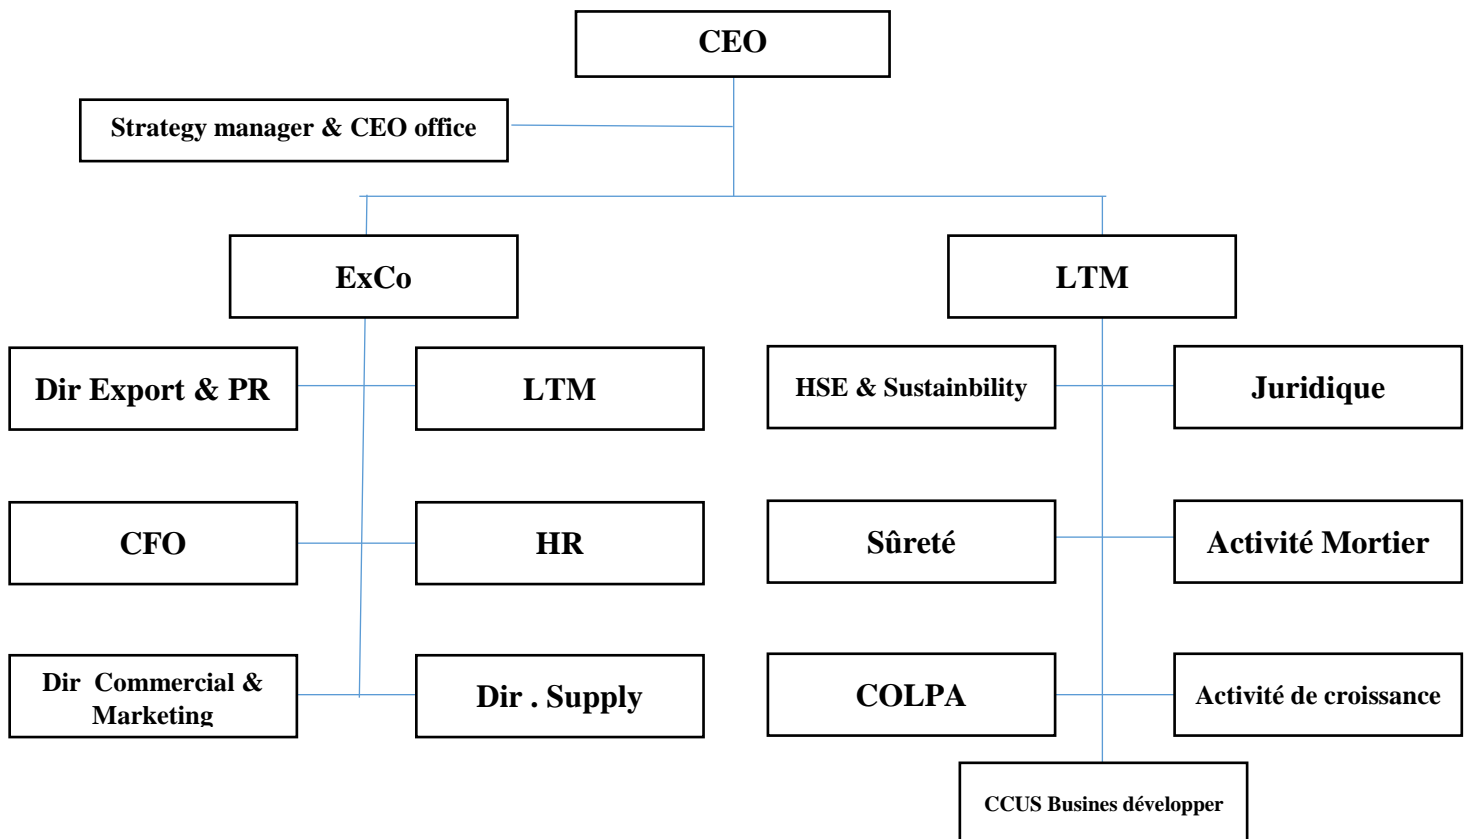 CEO
Strategy manager & CEO office
ExCo
LTM
Dir Export & PR
LTM
HSE & Sustainbility
Juridique
CFO
HR
Sûreté
Activité Mortier
Dir Commercial &
Marketing
Dir . Supply
COLPA
Activité de croissance
CCUS Busines développer